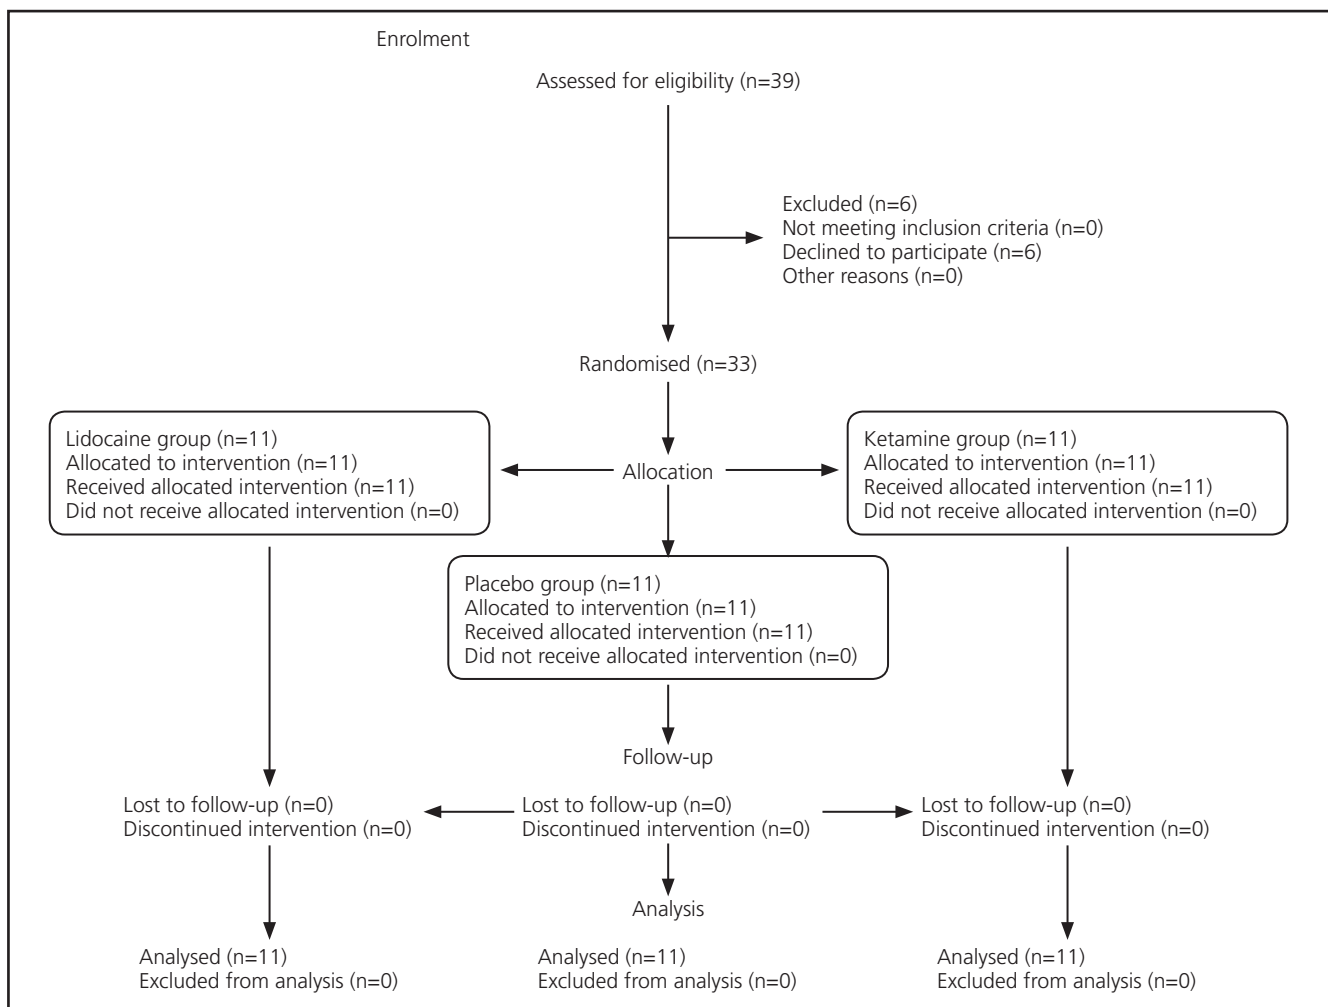 Enrolment
Assessed for eligibility (n=39)
Excluded (n=6)
Not meeting inclusion criteria (n=0)
Declined to participate (n=6)
Other reasons (n=0)
Randomised (n=33)
Lidocaine group (n=11)
Allocated to intervention (n=11)
Received allocated intervention (n=11)
Did not receive allocated intervention (n=0)
Allocation
Ketamine group (n=11)
Allocated to intervention (n=11)
Received allocated intervention (n=11)
Did not receive allocated intervention (n=0)
Placebo group (n=11)
Allocated to intervention (n=11)
Received allocated intervention (n=11)
Did not receive allocated intervention (n=0)
Follow-up
Lost to follow-up (n=0)
Discontinued intervention (n=0)
Lost to follow-up (n=0)
Discontinued intervention (n=0)
Lost to follow-up (n=0)
Discontinued intervention (n=0)
Analysis
Analysed (n=11)
Excluded from analysis (n=0)
Analysed (n=11)
Excluded from analysis (n=0)
Analysed (n=11)
Excluded from analysis (n=0)